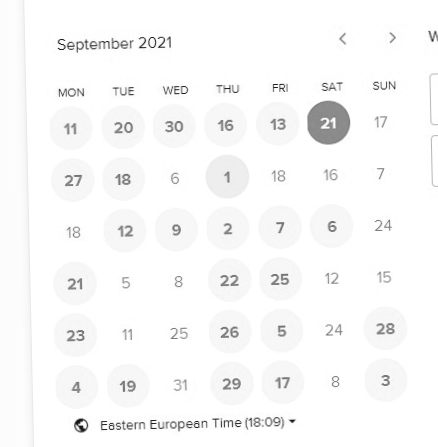 September 2021
W
MON TUE WED THU FRI SAT SUN
11 20 30 16 13 21 17
27 18 6 1 18 16 7
18 12 9 2 7 6 24
21 5 8 22 25 12 15
23 11 25 26 5 24 28
4 19 31 29 17 8 3
Eastern European Time (18:09)